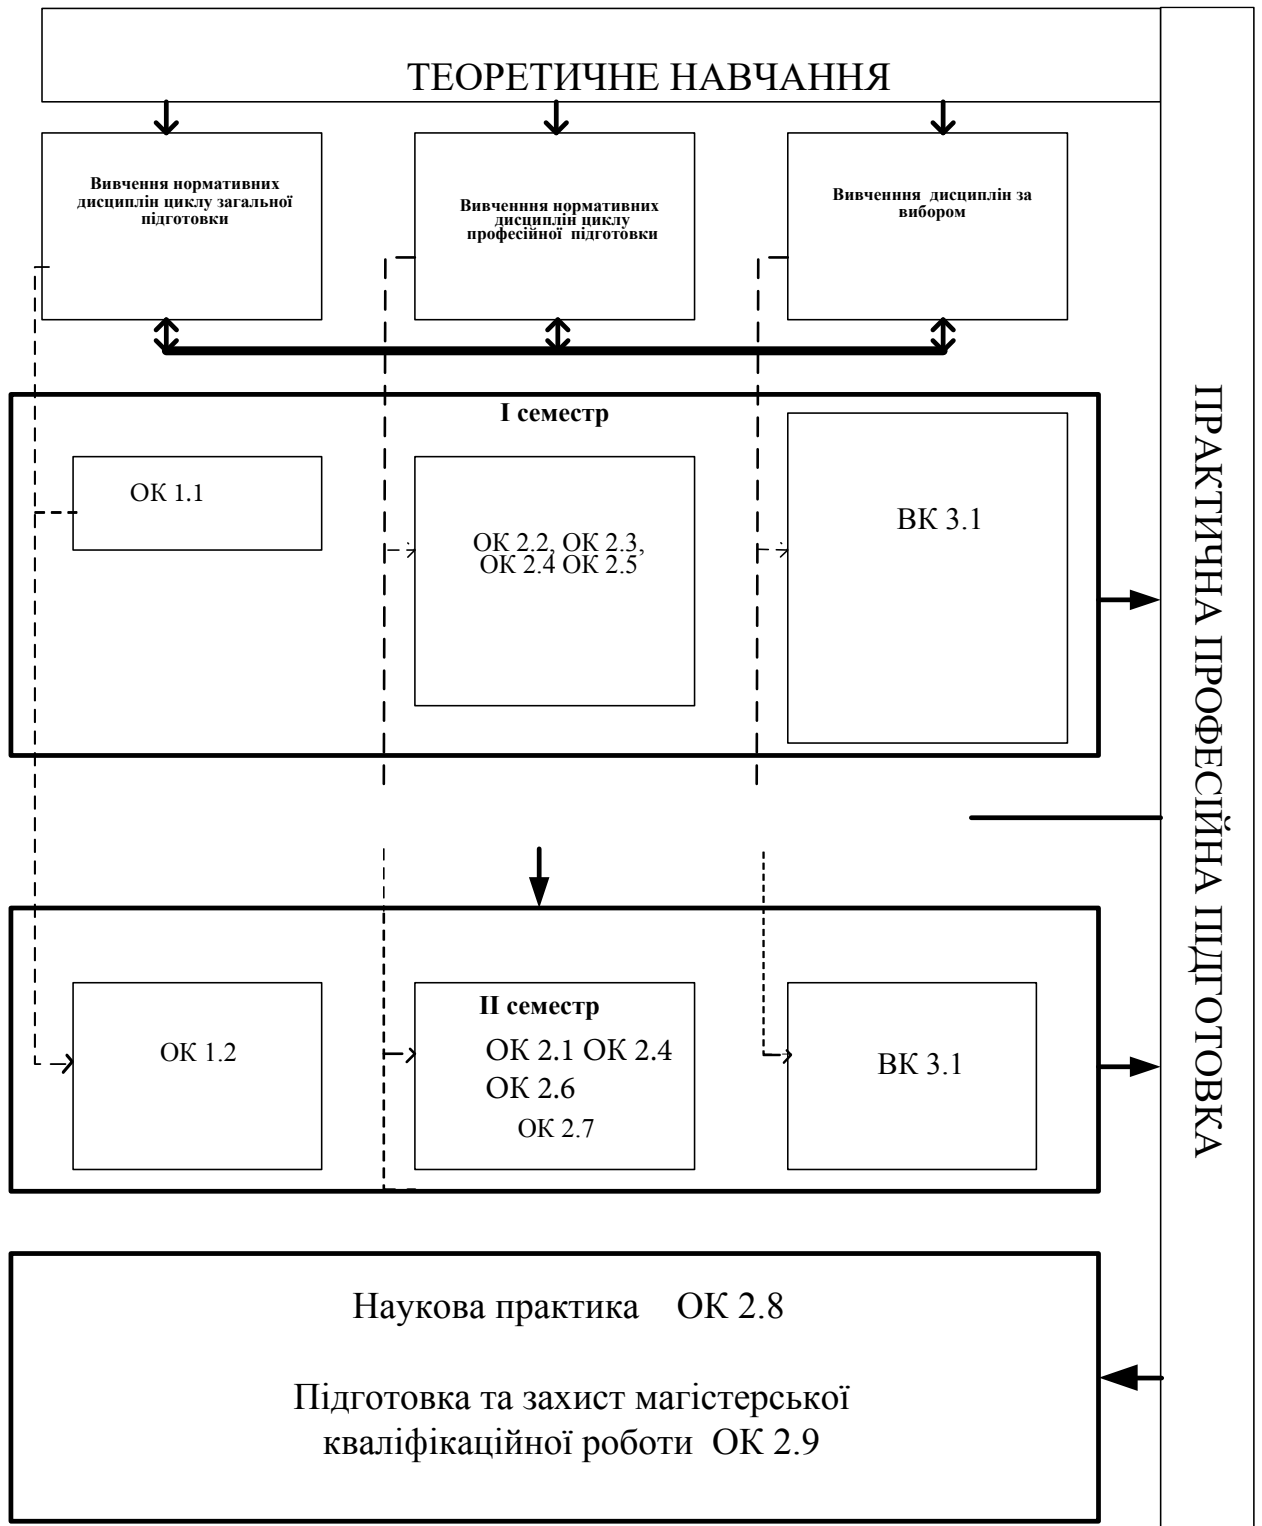 ТЕОРЕТИЧНЕ НАВЧАННЯ
Вивчення нормативних
дисциплін циклу загальної
підготовки
Вивченння нормативних
дисциплін циклу
професійної підготовки
Вивченння дисциплін за
вибором
І семестр
ОК 1.1
ОК 2.2, ОК 2.3,
ОК 2.4 ОК 2.5
ВК 3.1
ПРАКТИЧНА ПРОФЕСІЙНА ПІДГОТОВКА
ІІ семестр
ОК 1.2
ОК 2.1 ОК 2.4
ОК 2.6
ОК 2.7
ВК 3.1
Наукова практика ОК 2.8
Підготовка та захист магістерської
кваліфікаційної роботи ОК 2.9